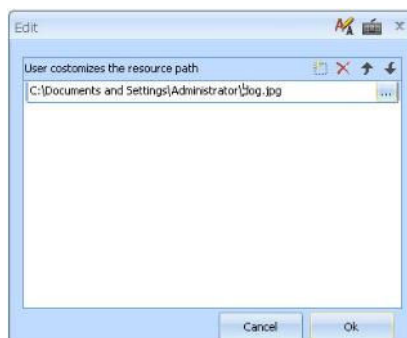 Edit
User costomizes the resource path
C:\Documents and Settings\Administrator\dog.jpg
...
Cancel
Ok